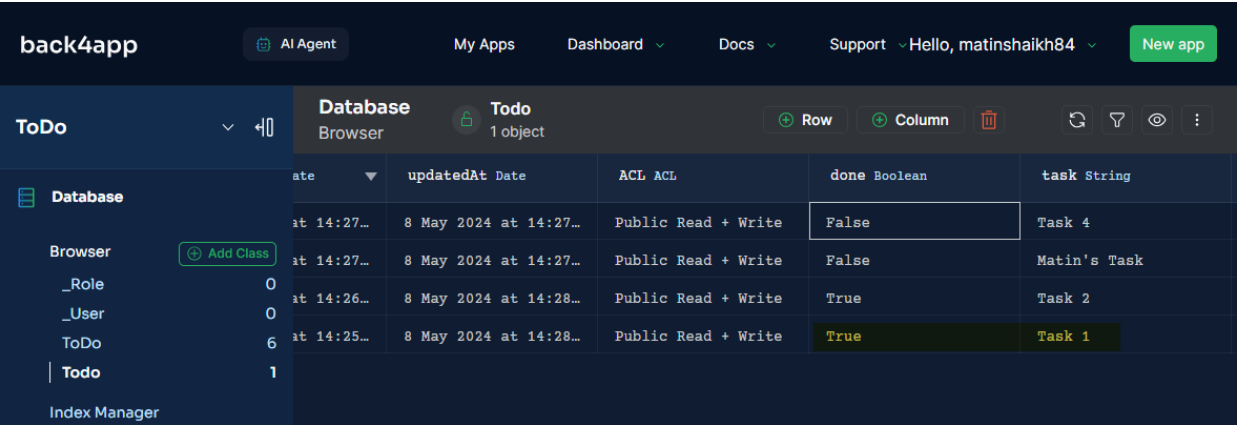 back4app AI Agent My Apps Dashboard Docs Support Hello, matinshaikh84 New app
ToDo
Database
Browser Add Class
_Role 0
_User 0
ToDo 6
Todo 1
Index Manager
Database
Browser
Todo
1 object
Row Column
ate updatedAt Date ACL ACL done Boolean task String
at 14:27… 8 May 2024 at 14:27… Public Read + Write False Task 4
at 14:27… 8 May 2024 at 14:27… Public Read + Write False Matin's Task
at 14:26… 8 May 2024 at 14:28… Public Read + Write True Task 2
at 14:25… 8 May 2024 at 14:28… Public Read + Write True Task 1